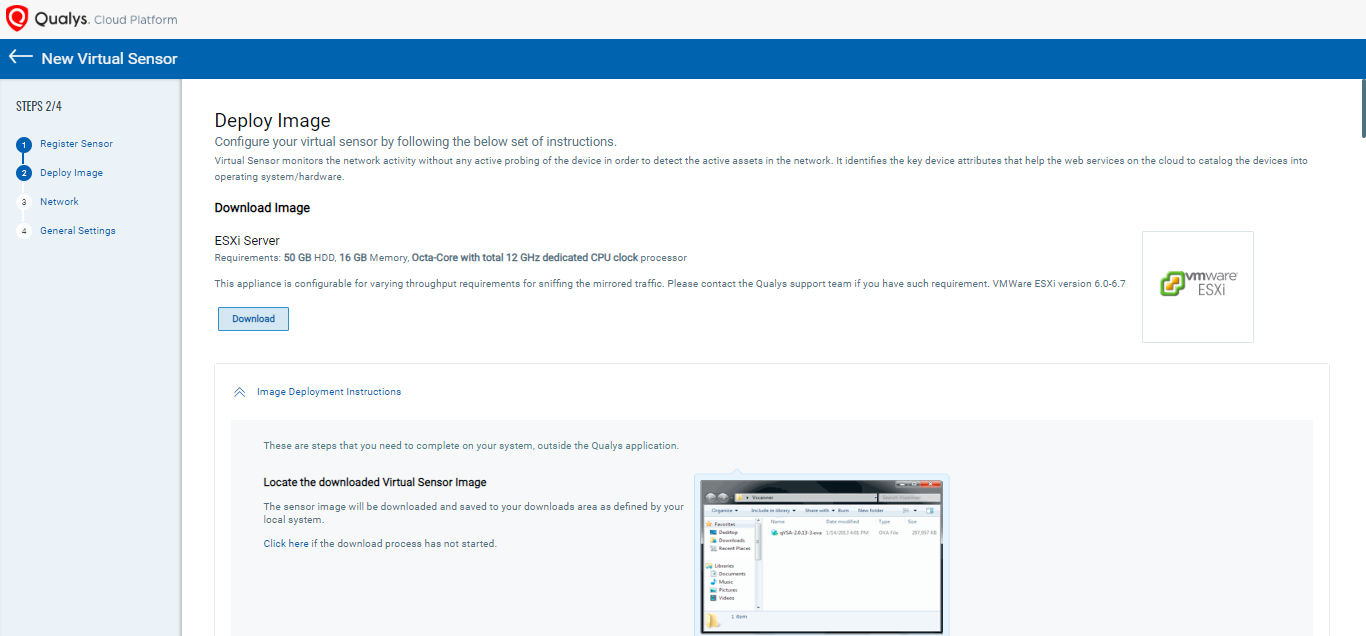 Qualys. Cloud Platform
New Virtual Sensor
STEPS 2/4
1 Register Sensor
2 Deploy Image
3 Network
4 General Settings
Deploy Image
Configure your virtual sensor by following the below set of instructions.
Virtual Sensor monitors the network activity without any active probing of the device in order to detect the active assets in the network. It identifies the key device attributes that help the web services on the cloud to catalog the devices into
operating system/hardware.
Download Image
ESXi Server
Requirements: 50 GB HDD, 16 GB Memory, Octa-Core with total 12 GHz dedicated CPU clock processor
This appliance is configurable for varying throughput requirements for sniffing the mirrored traffic. Please contact the Qualys support team if you have such requirement. VMWare ESXi version 6.0-6.7
Download
vmware
ESXi
Image Deployment Instructions
These are steps that you need to complete on your system, outside the Qualys application.
Locate the downloaded Virtual Sensor Image
The sensor image will be downloaded and saved to your downloads area as defined by your
local system.
Click here if the download process has not started.
Vscanner
Organize Include in library Share with Burn New folder
Favorites
Desktop
Downloads
Recent Places
Libraries
Documents
Music
Pictures
Videos
Name Date modified Type Size
qVSA-2.0.13-3.ova 1/14/2013 4:01 PM OVA File 297,957 KB
1 item